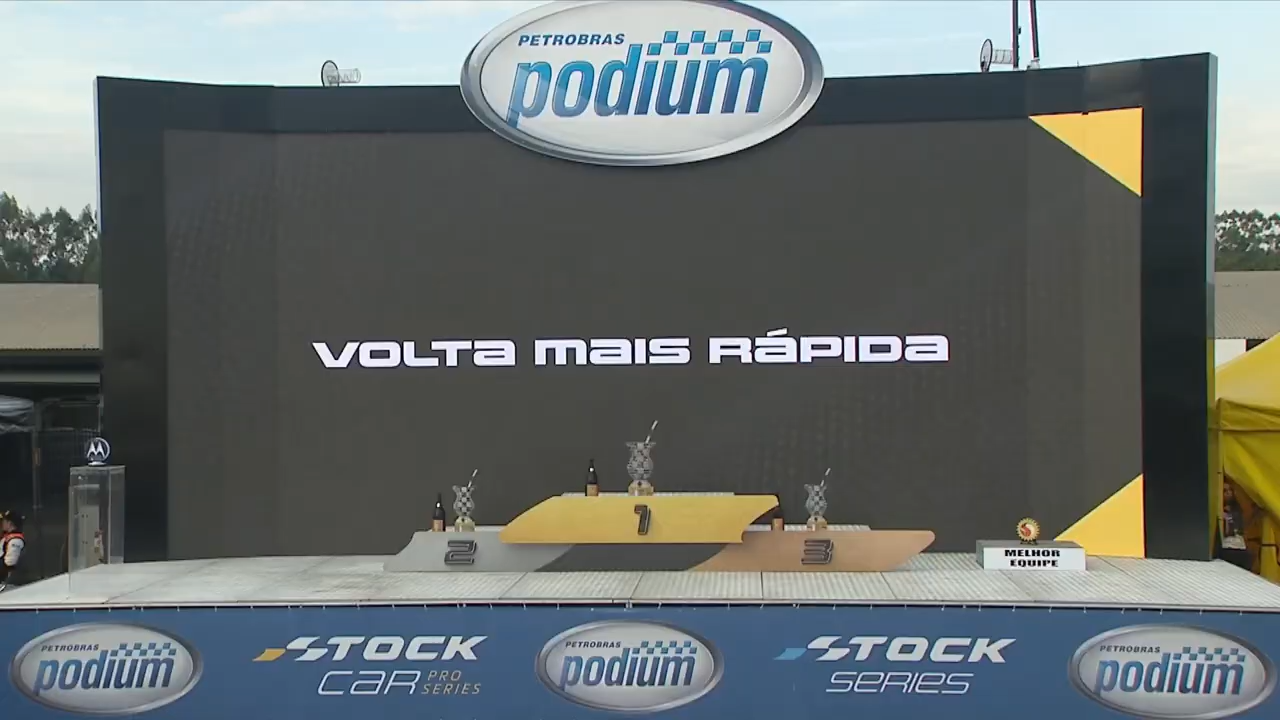 PETROBRAS
podium
VOLTA MAIS RÁPIDA
1
2
3
MELHOR
EQUIPE
PETROBRAS
podium
STOCK
CAR PRO
SERIES
PETROBRAS
podium
STOCK
SERIES
PETROBRAS
podium